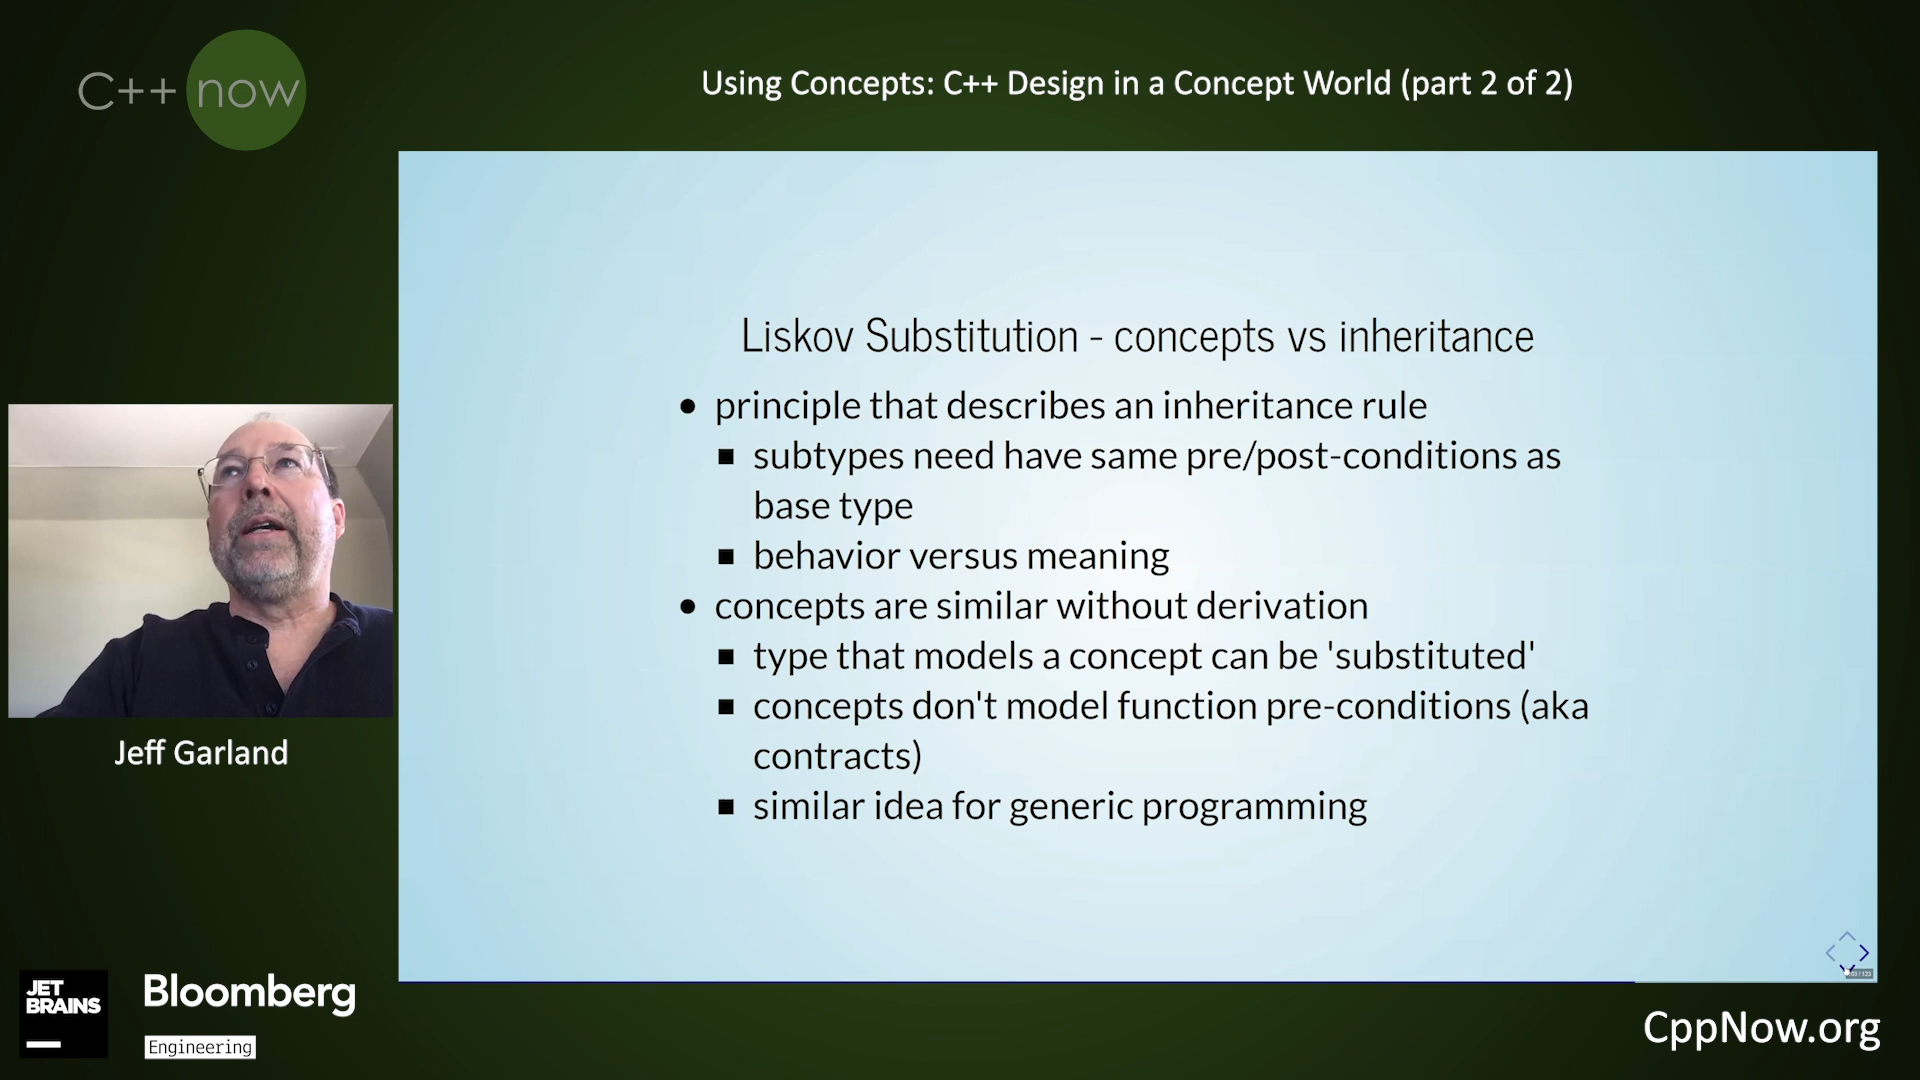 C++ now
Using Concepts: C++ Design in a Concept World (part 2 of 2)
Liskov Substitution - concepts vs inheritance
• principle that describes an inheritance rule
▪ subtypes need have same pre/post-conditions as
base type
▪ behavior versus meaning
• concepts are similar without derivation
▪ type that models a concept can be 'substituted'
▪ concepts don't model function pre-conditions (aka
contracts)
▪ similar idea for generic programming
Jeff Garland
JET
BRAINS
Bloomberg
Engineering
CppNow.org